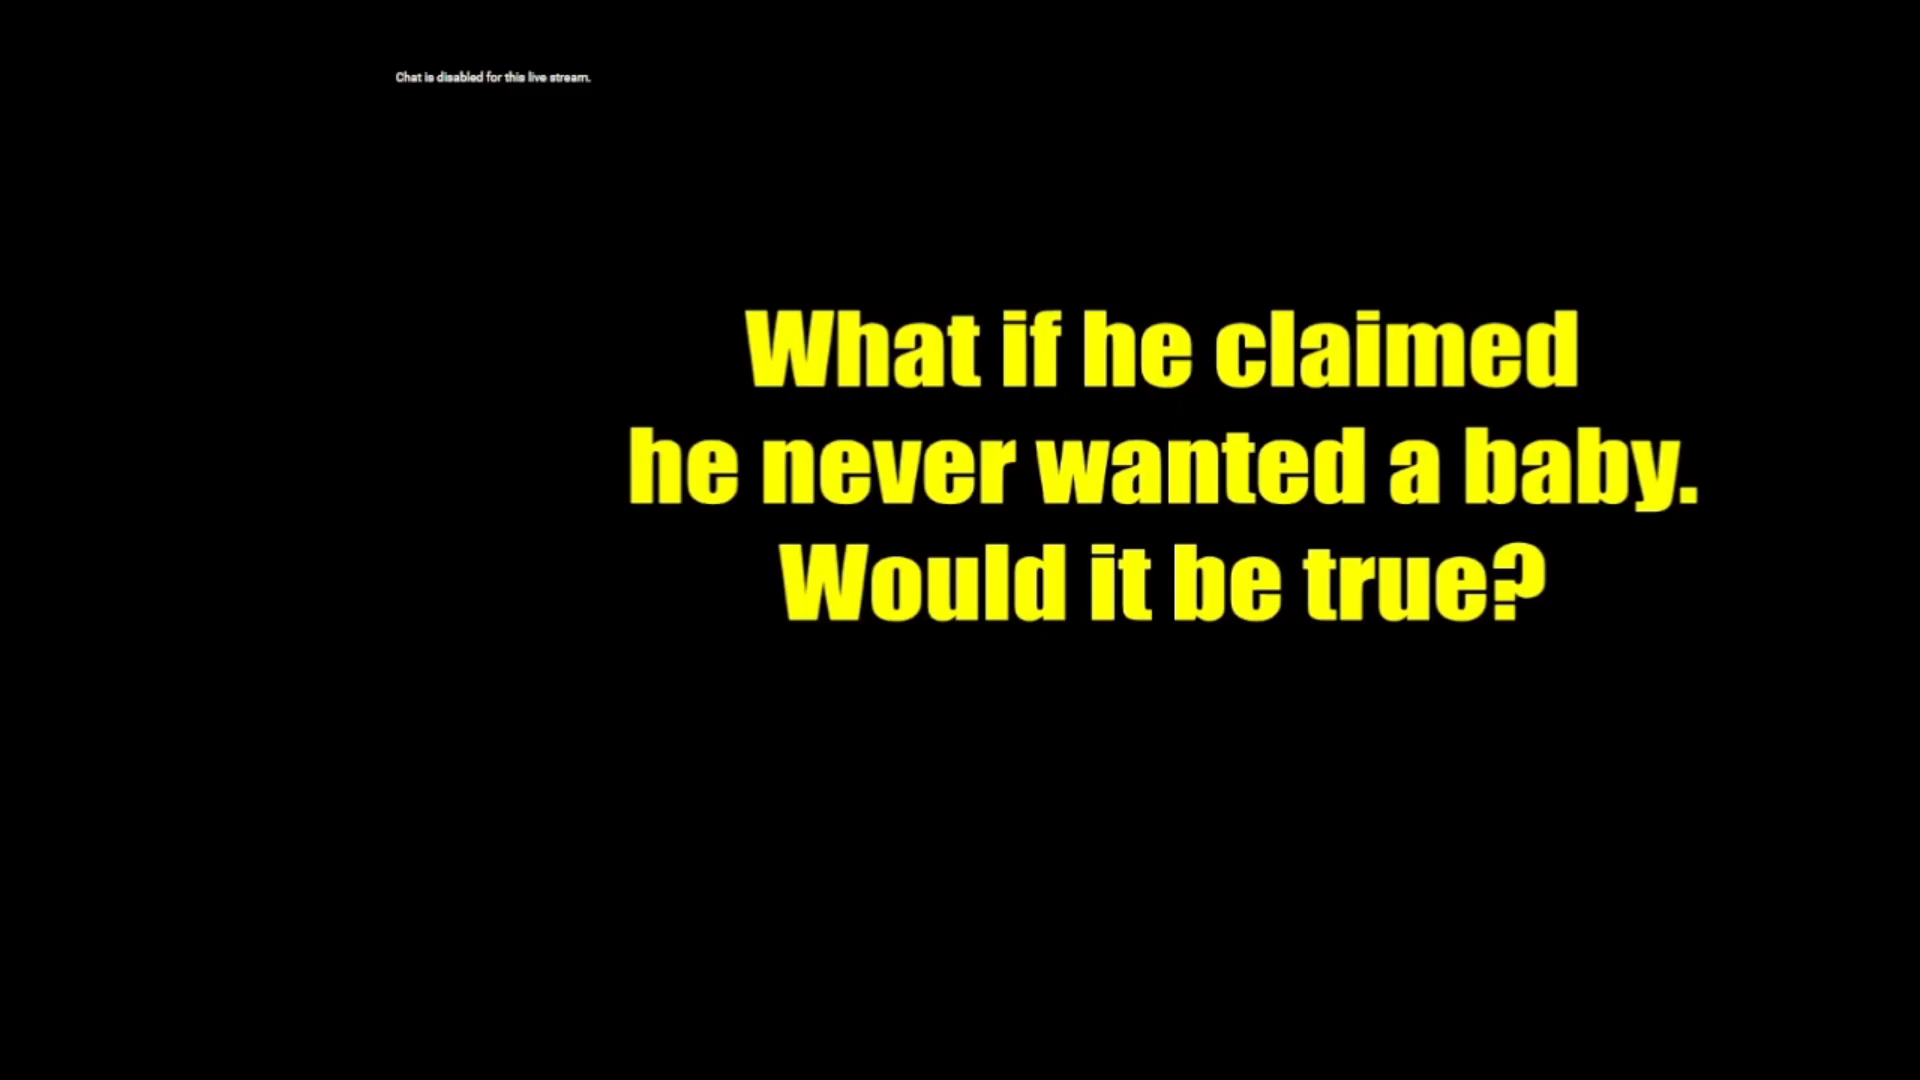 Chat is disabled for this live stream.
What if he claimed
he never wanted a baby.
Would it be true?